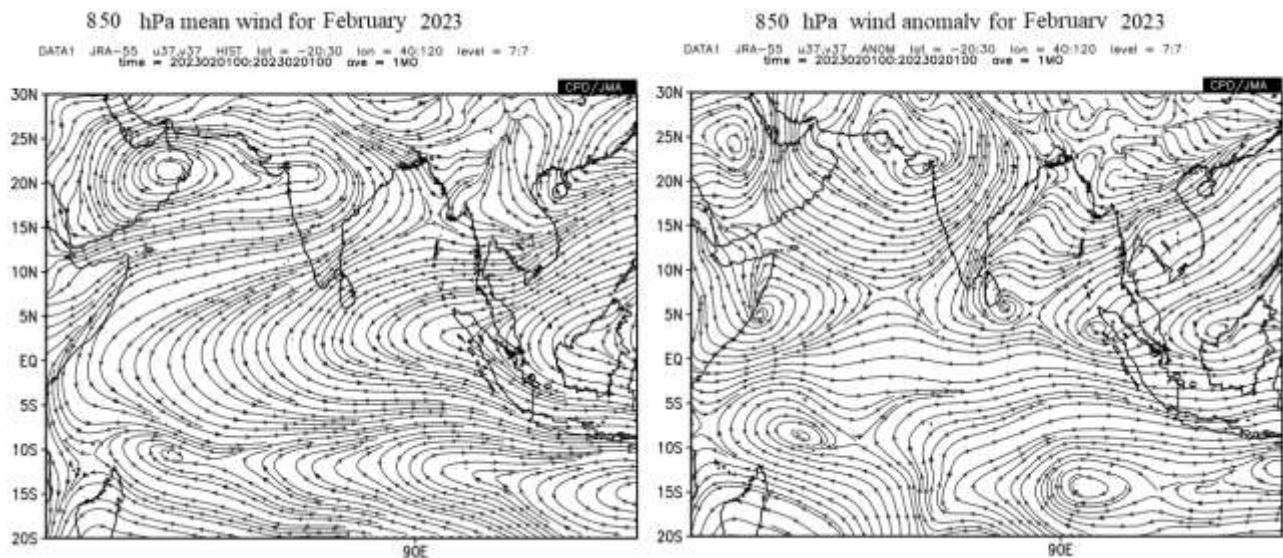 850 hPa mean wind for February 2023
DATA1 JRA-55 u37,v37 HIST lat = -20:30 lon = 40:120 level = 7:7
time = 2023020100:2023020100 ave = 1MO
CPD/JMA
30N
25N
20N
15N
10N
5N
EQ
5S
10S
15S
20S
90E
850 hPa wind anomaly for February 2023
DATA1 JRA-55 u37,v37 ANOM lat = -20:30 lon = 40:120 level = 7:7
time = 2023020100:2023020100 ave = 1MO
CPD/JMA
30N
25N
20N
15N
10N
5N
EQ
5S
10S
15S
20S
90E